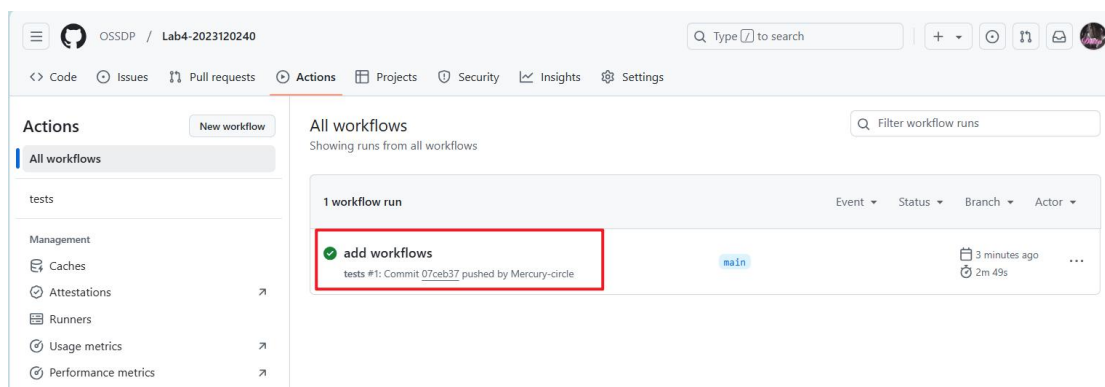 OSSDP / Lab4-2023120240
Type / to search
<> Code Issues Pull requests Actions Projects Security Insights Settings
Actions
New workflow
All workflows
tests
Management
Caches
Attestations
Runners
Usage metrics
Performance metrics
All workflows
Showing runs from all workflows
Filter workflow runs
1 workflow run
Event Status Branch Actor
add workflows
tests #1: Commit 07ceb37 pushed by Mercury-circle
main
3 minutes ago
2m 49s
...